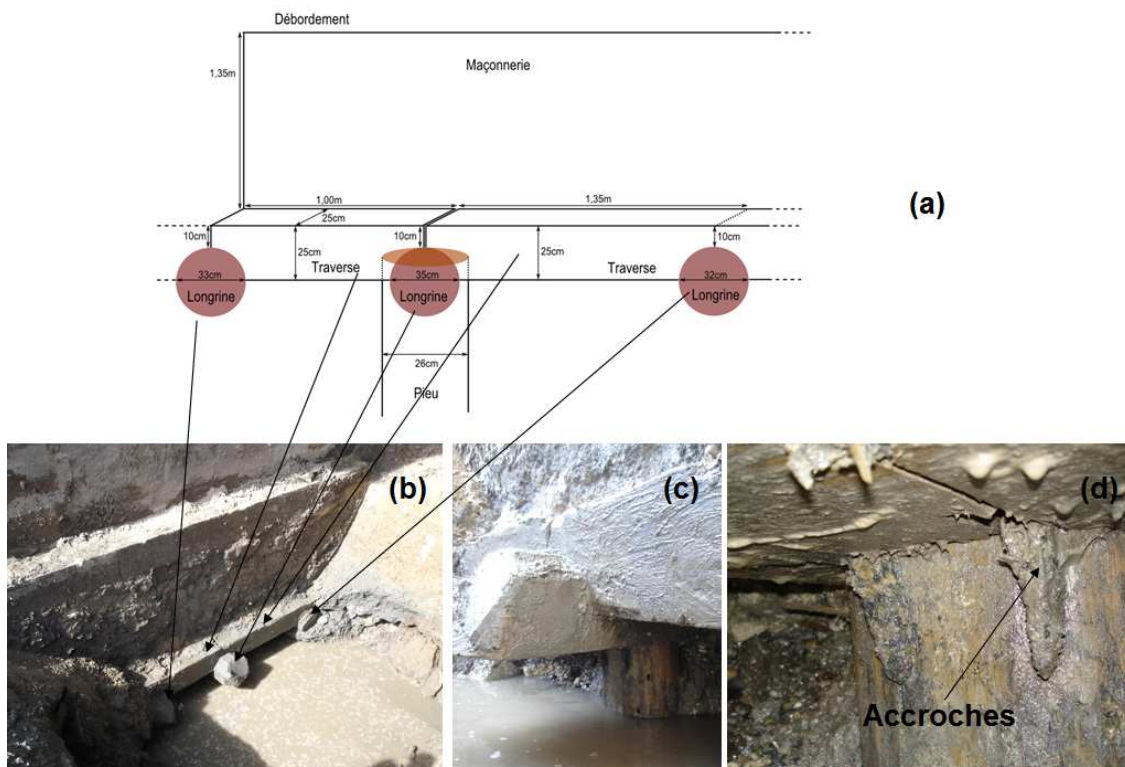 Débordement
1,35m
Maçonnerie
(a)
1,00m
1,35m
25cm
10cm
25cm
10cm
25cm
10cm
Traverse
Traverse
33cm
35cm
32cm
Longrine
Longrine
Longrine
26cm
Pieu
(b)
(c)
(d)
Accroches